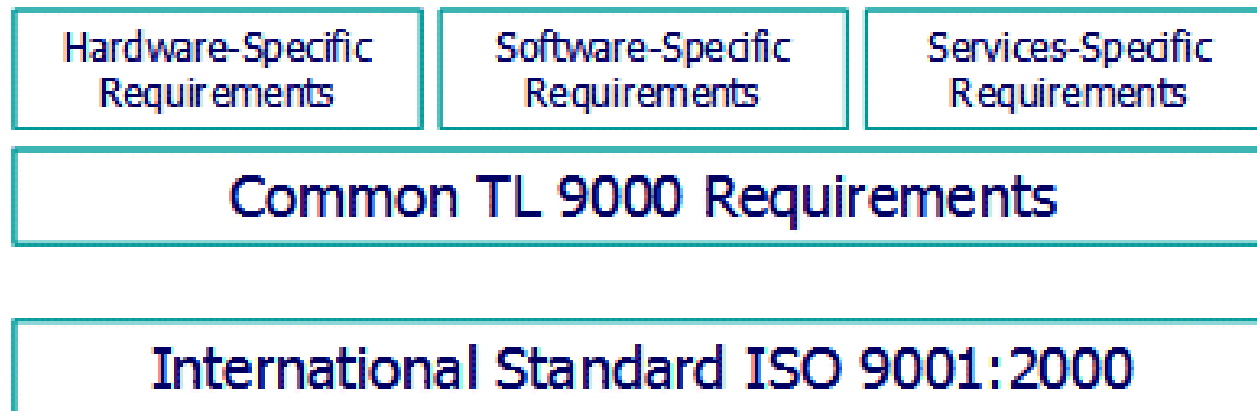 Hardware-Specific
Requirements
Software-Specific
Requirements
Services-Specific
Requirements
Common TL 9000 Requirements
International Standard ISO 9001:2000